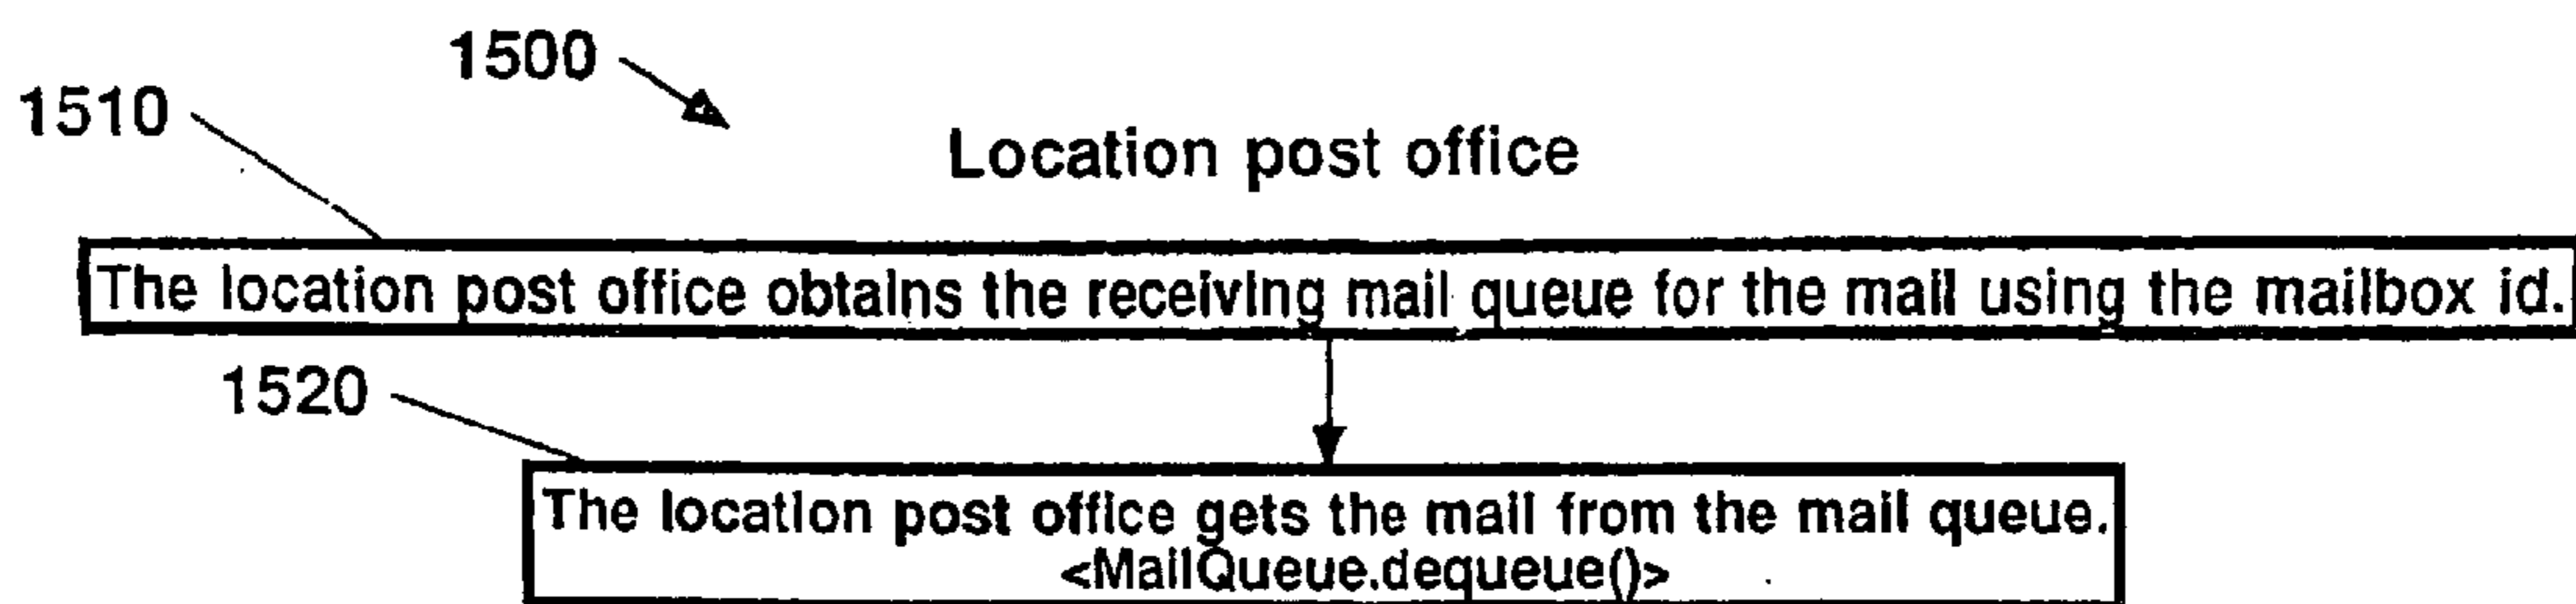 1500
1510
Location post office
The location post office obtains the receiving mail queue for the mail using the mailbox id.
1520
The location post office gets the mail from the mail queue.
<MailQueue.dequeue()>